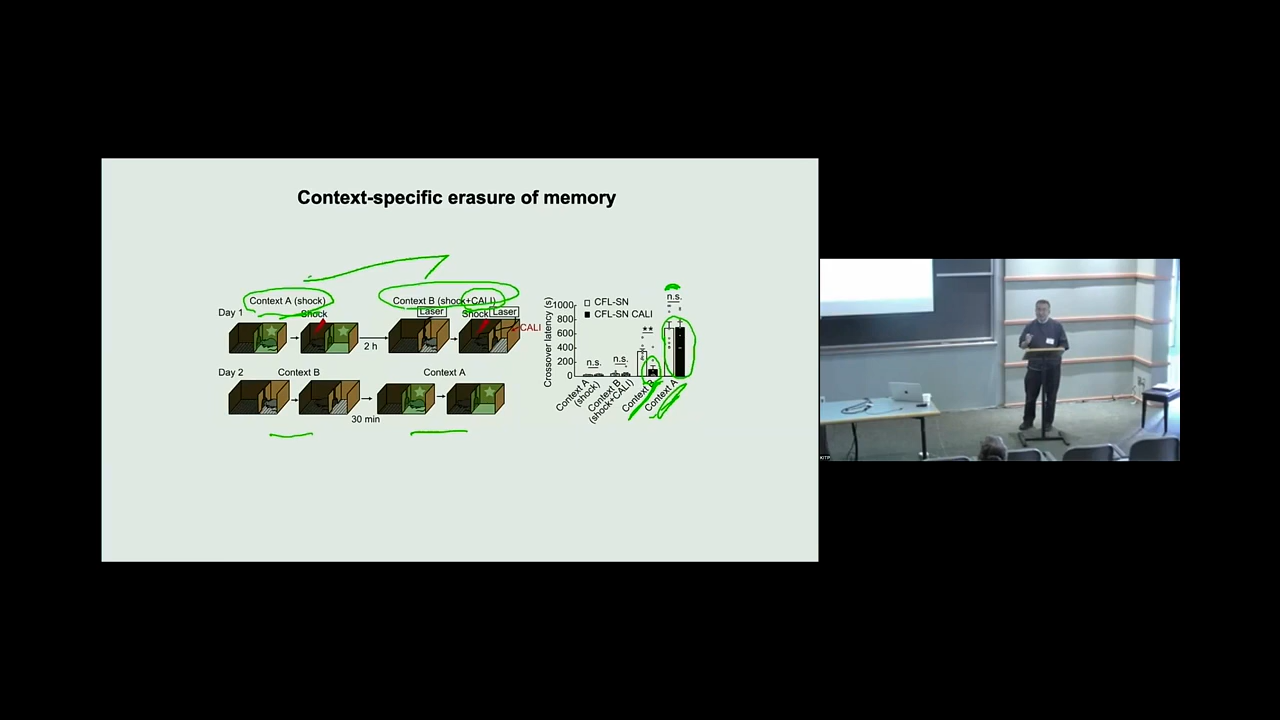 Context-specific erasure of memory
Context A (shock)
Context B (shock+CALI)
Day 1
Shock
Laser
Shock
Laser
CALI
2 h
Day 2
Context B
Context A
30 min
Crossover latency (s)
1000
800
600
400
200
0
CFL-SN
CFL-SN CALI
n.s.
n.s.
**
n.s.
Context A
(shock)
Context B
(shock+CALI)
Context B
Context A
KITP